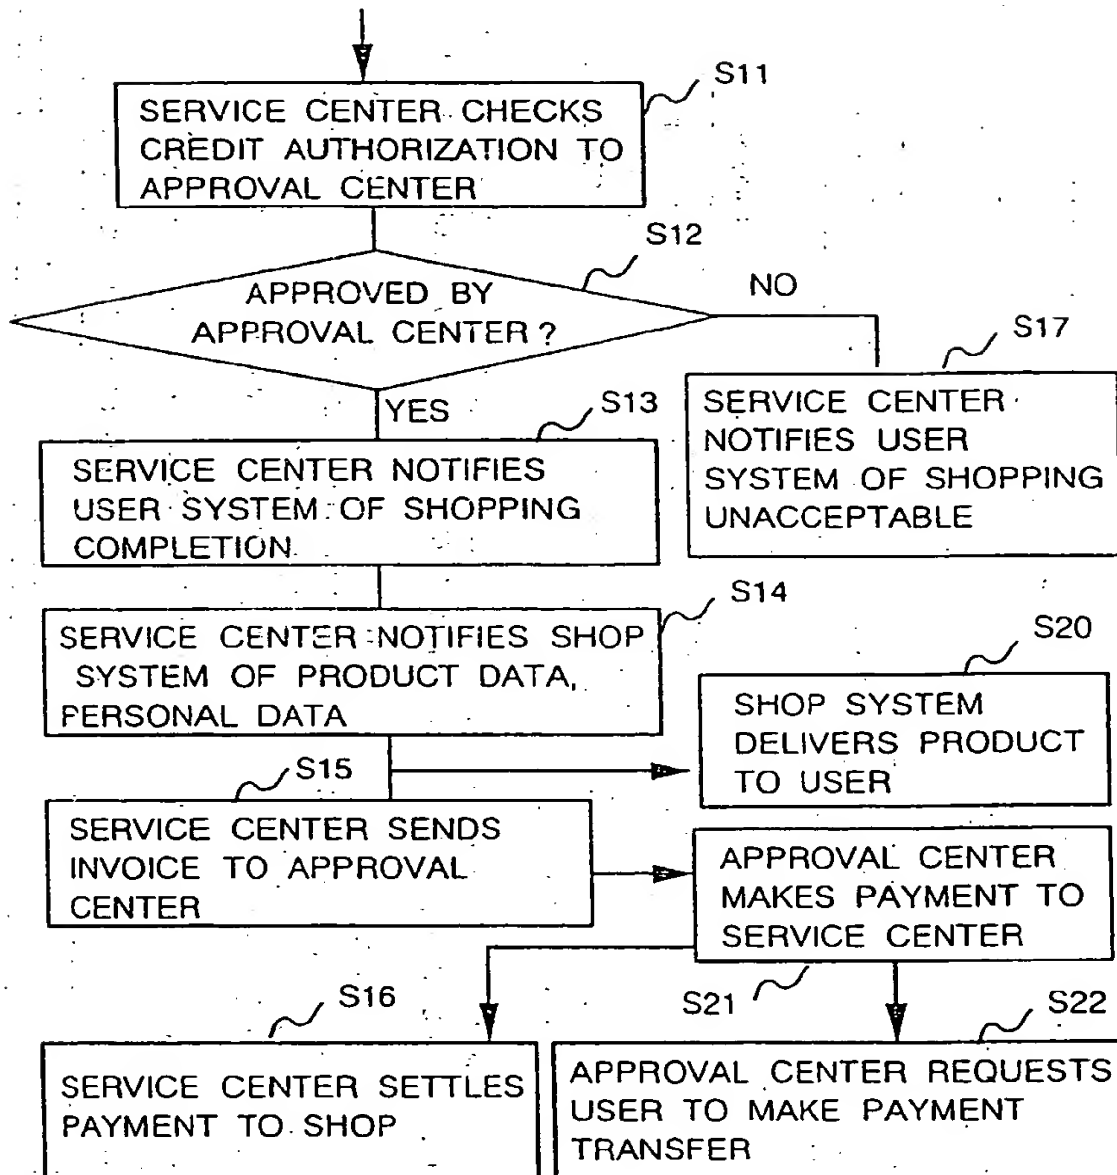 S11
SERVICE CENTER CHECKS
CREDIT AUTHORIZATION TO
APPROVAL CENTER
S12
APPROVED BY
APPROVAL CENTER?
NO
YES
S17
SERVICE CENTER
NOTIFIES USER
SYSTEM OF SHOPPING
UNACCEPTABLE
S13
SERVICE CENTER NOTIFIES
USER SYSTEM OF SHOPPING
COMPLETION
S14
SERVICE CENTER NOTIFIES SHOP
SYSTEM OF PRODUCT DATA,
PERSONAL DATA
S20
SHOP SYSTEM
DELIVERS PRODUCT
TO USER
S15
SERVICE CENTER SENDS
INVOICE TO APPROVAL
CENTER
APPROVAL CENTER
MAKES PAYMENT TO
SERVICE CENTER
S21
S16
SERVICE CENTER SETTLES
PAYMENT TO SHOP
S22
APPROVAL CENTER REQUESTS
USER TO MAKE PAYMENT
TRANSFER